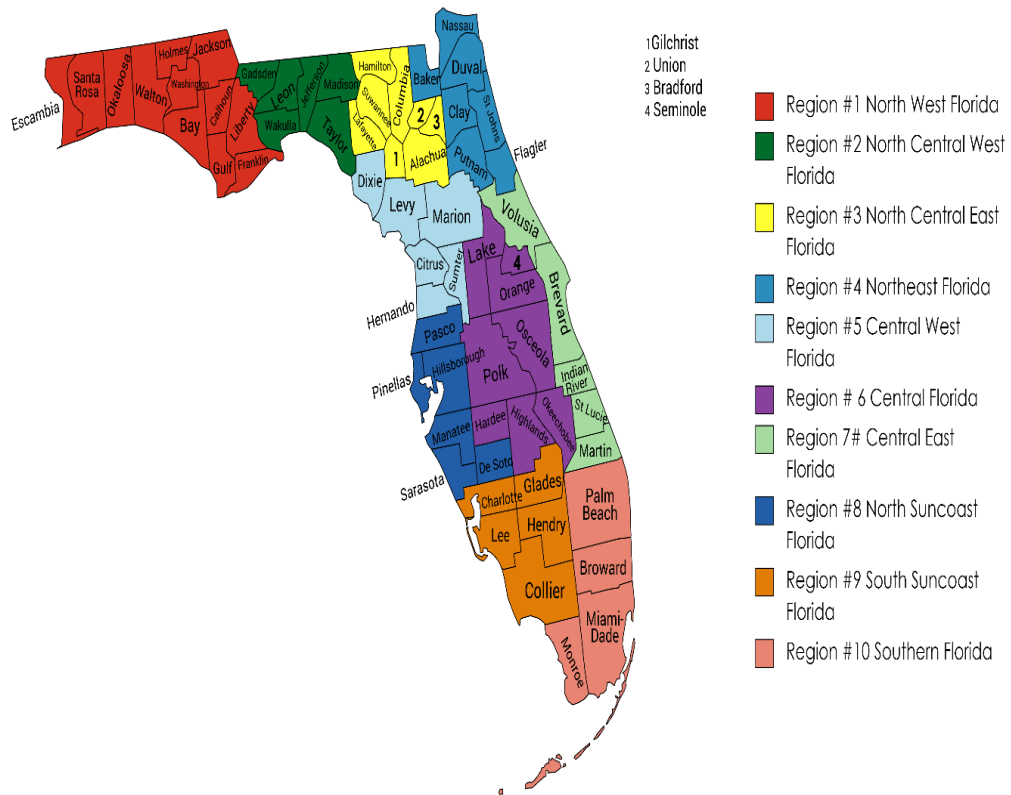 Nassau
1Gilchrist
2 Union
3 Bradford
4 Seminole
Holmes
Jackson
Hamilton
Columbia
Baker
Duval
Santa
Rosa
Okaloosa
Walton
Washington
Calhoun
Liberty
Gadsden
Leon
Jefferson
Madison
Suwannee
Lafayette
2
3
Clay
St Johns
Escambia
Bay
Wakulla
Taylor
1
Alachua
Putnam
Flagler
Gulf
Franklin
Dixie
Levy
Marion
Volusia
Citrus
Sumter
Lake
4
Orange
Brevard
Hernando
Pasco
Osceola
Pinellas
Hillsborough
Polk
Indian
River
Manatee
Hardee
Highlands
Okeechobee
St Lucie
Sarasota
De Soto
Martin
Charlotte
Glades
Palm
Beach
Lee
Hendry
Collier
Broward
Miami-
Dade
Monroe
Region #1 North West Florida
Region #2 North Central West
Florida
Region #3 North Central East
Florida
Region #4 Northeast Florida
Region #5 Central West
Florida
Region # 6 Central Florida
Region 7# Central East
Florida
Region #8 North Suncoast
Florida
Region #9 South Suncoast
Florida
Region #10 Southern Florida